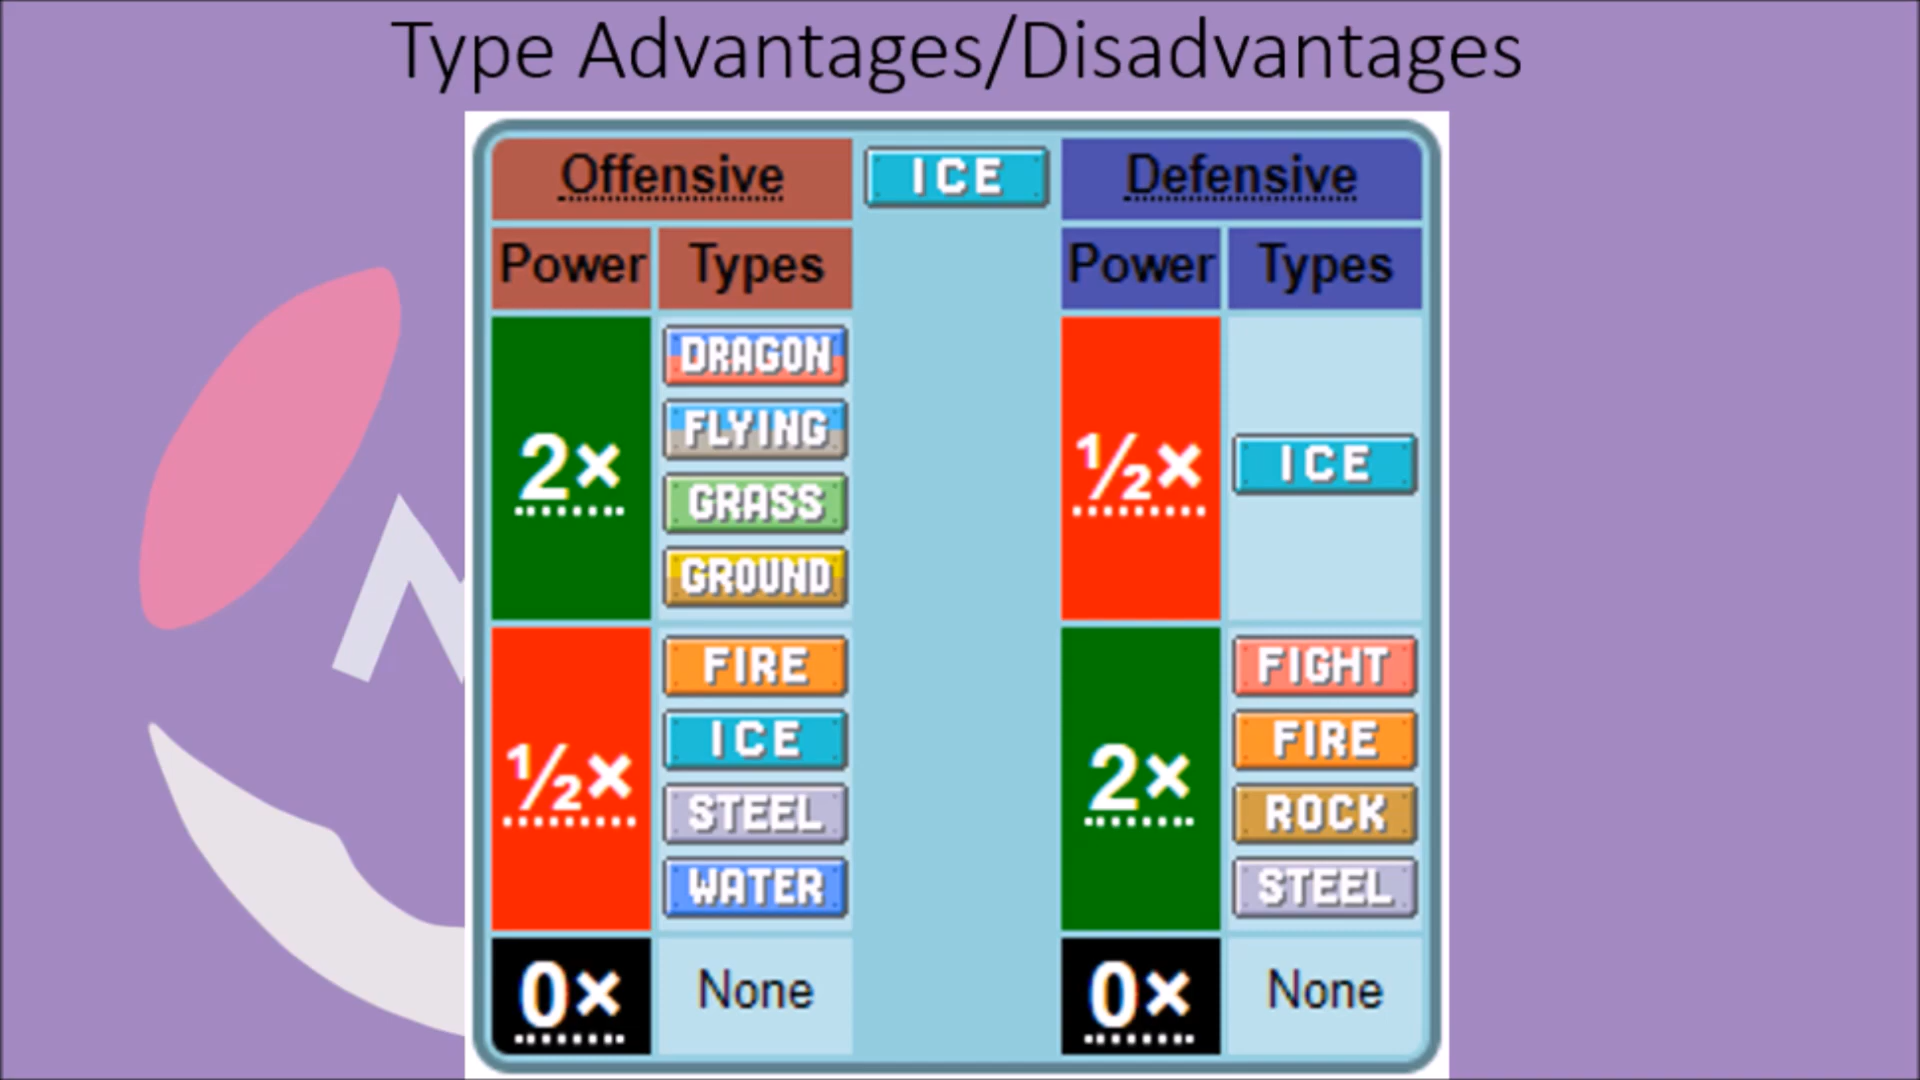 Type Advantages/Disadvantages
Offensive ICE Defensive
Power Types Power Types
2× DRAGON FLYING GRASS GROUND ½× ICE
½× FIRE ICE STEEL WATER 2× FIGHT FIRE ROCK STEEL
0× None 0× None